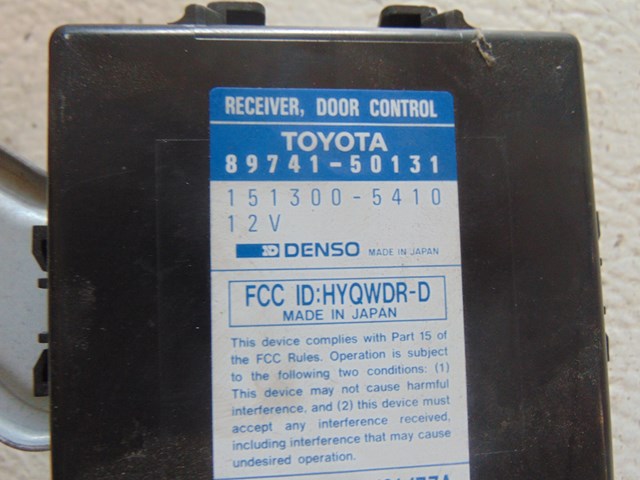 RECEIVER, DOOR CONTROL
TOYOTA
89741-50131
151300-5410
12V
DENSO MADE IN JAPAN
FCC ID:HYQWDR-D
MADE IN JAPAN
This device complies with Part 15 of
the FCC Rules. Operation is subject
to the following two conditions: (1)
This device may not cause harmful
interference, and (2) this device must
accept any interference received,
including interference that may cause
undesired operation.